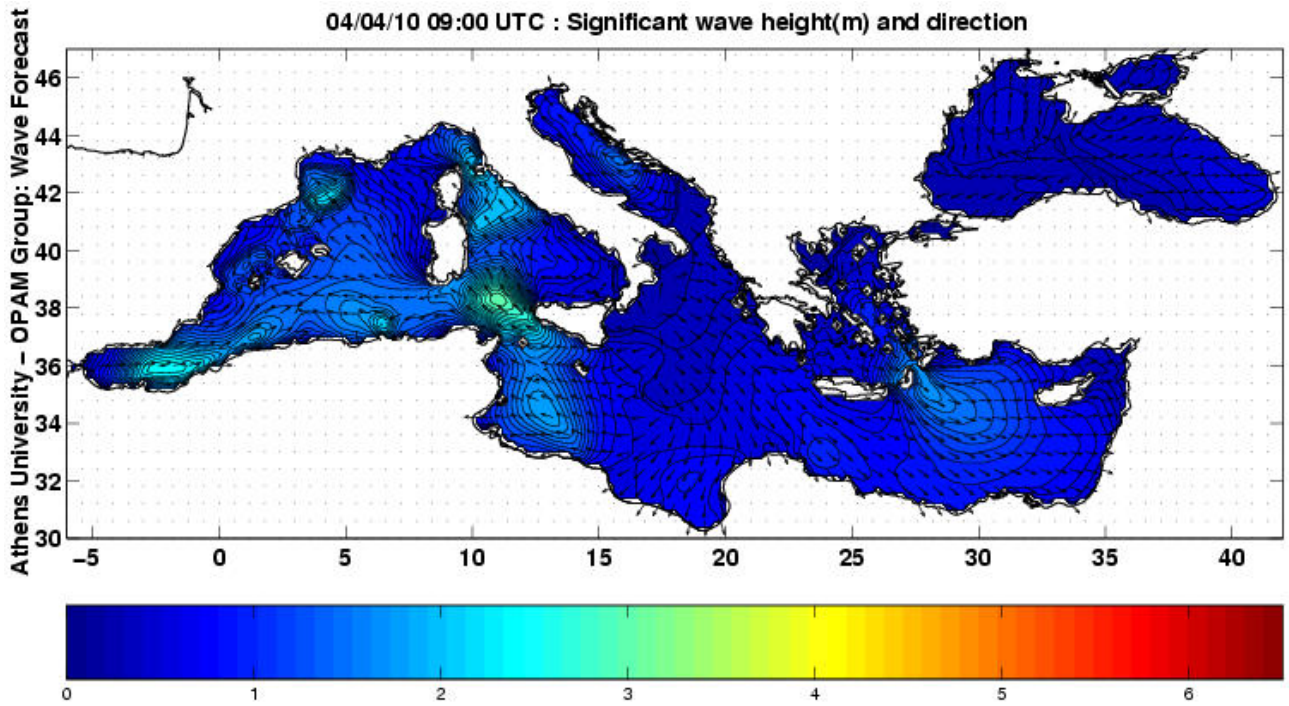 04/04/10 09:00 UTC : Significant wave height(m) and direction
Athens University – OPAM Group: Wave Forecast
46
44
42
40
38
36
34
32
30
−5 0 5 10 15 20 25 30 35 40
0 1 2 3 4 5 6